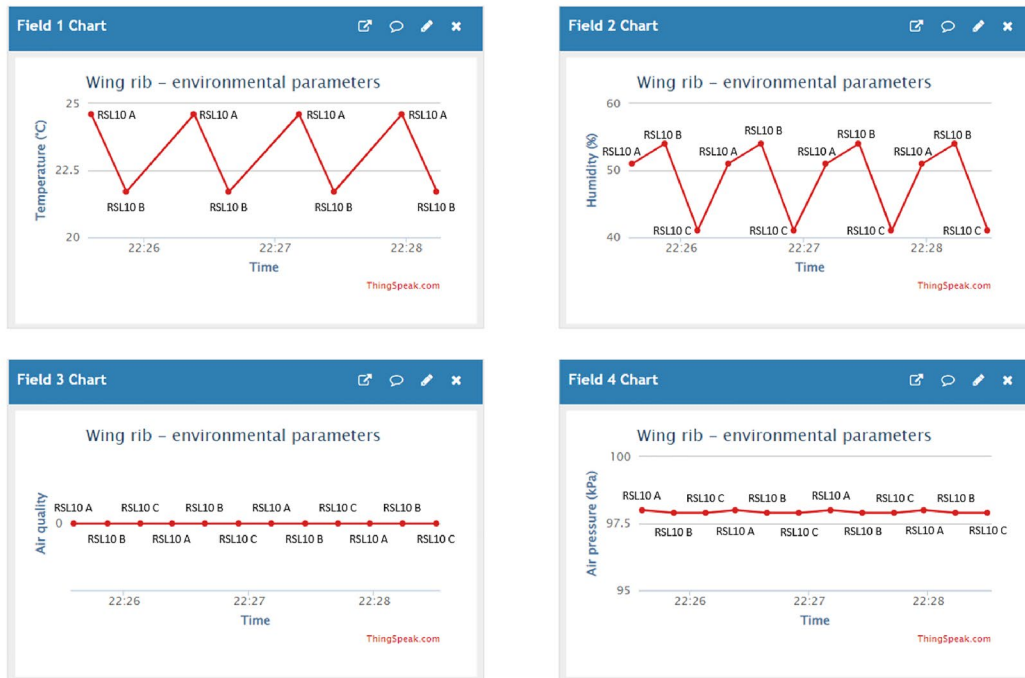 Field 1 Chart
Wing rib – environmental parameters
Temperature (°C)
25
22.5
20
RSL10 A
RSL10 A
RSL10 A
RSL10 A
RSL10 B
RSL10 B
RSL10 B
RSL10 B
22:26
22:27
22:28
Time
ThingSpeak.com
Field 2 Chart
Wing rib – environmental parameters
Humidity (%)
60
50
40
RSL10 A
RSL10 B
RSL10 A
RSL10 B
RSL10 A
RSL10 B
RSL10 A
RSL10 B
RSL10 C
RSL10 C
RSL10 C
RSL10 C
22:26
22:27
22:28
Time
ThingSpeak.com
Field 3 Chart
Wing rib – environmental parameters
Air quality
0
RSL10 A
RSL10 C
RSL10 B
RSL10 A
RSL10 C
RSL10 B
RSL10 B
RSL10 A
RSL10 C
RSL10 B
RSL10 A
RSL10 C
22:26
22:27
22:28
Time
ThingSpeak.com
Field 4 Chart
Wing rib – environmental parameters
Air pressure (kPa)
100
97.5
95
RSL10 A
RSL10 C
RSL10 B
RSL10 A
RSL10 C
RSL10 B
RSL10 B
RSL10 A
RSL10 C
RSL10 B
RSL10 A
RSL10 C
22:26
22:27
22:28
Time
ThingSpeak.com